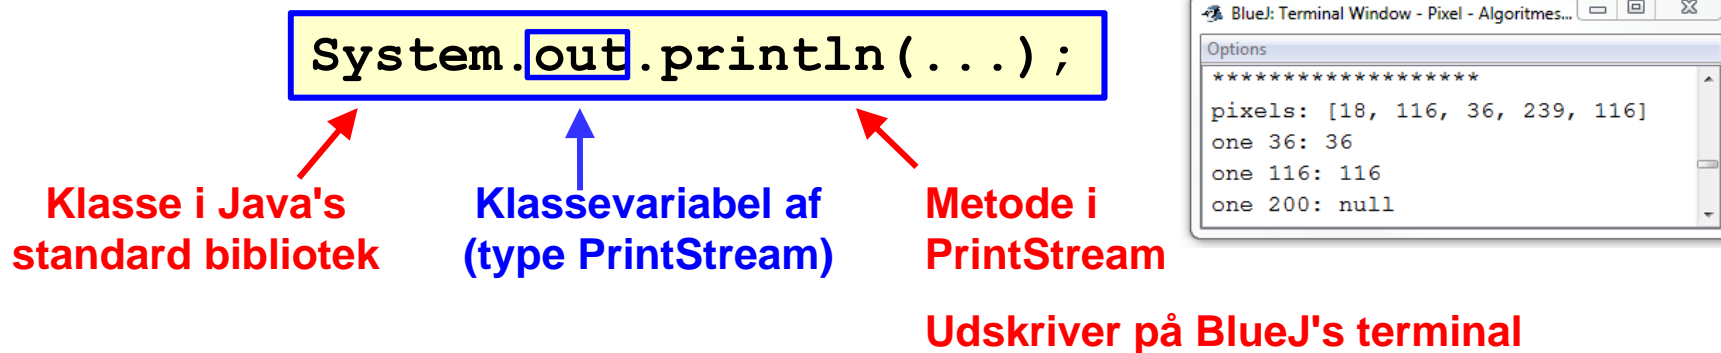 System.out.println(...);
Klasse i Java's
standard bibliotek
Klassevariabel af
(type PrintStream)
Metode i
PrintStream
Udskriver på BlueJ's terminal
BlueJ: Terminal Window - Pixel - Algoritmes...
Options
*******************
pixels: [18, 116, 36, 239, 116]
one 36: 36
one 116: 116
one 200: null